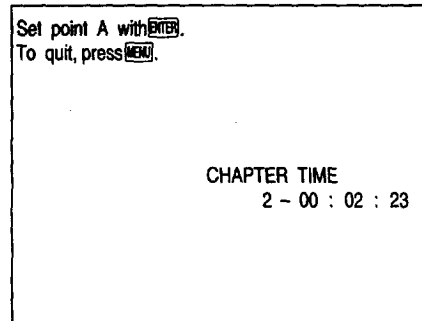 Set point A with ENTER.
To quit, press MENU.
CHAPTER TIME
2 – 00 : 02 : 23